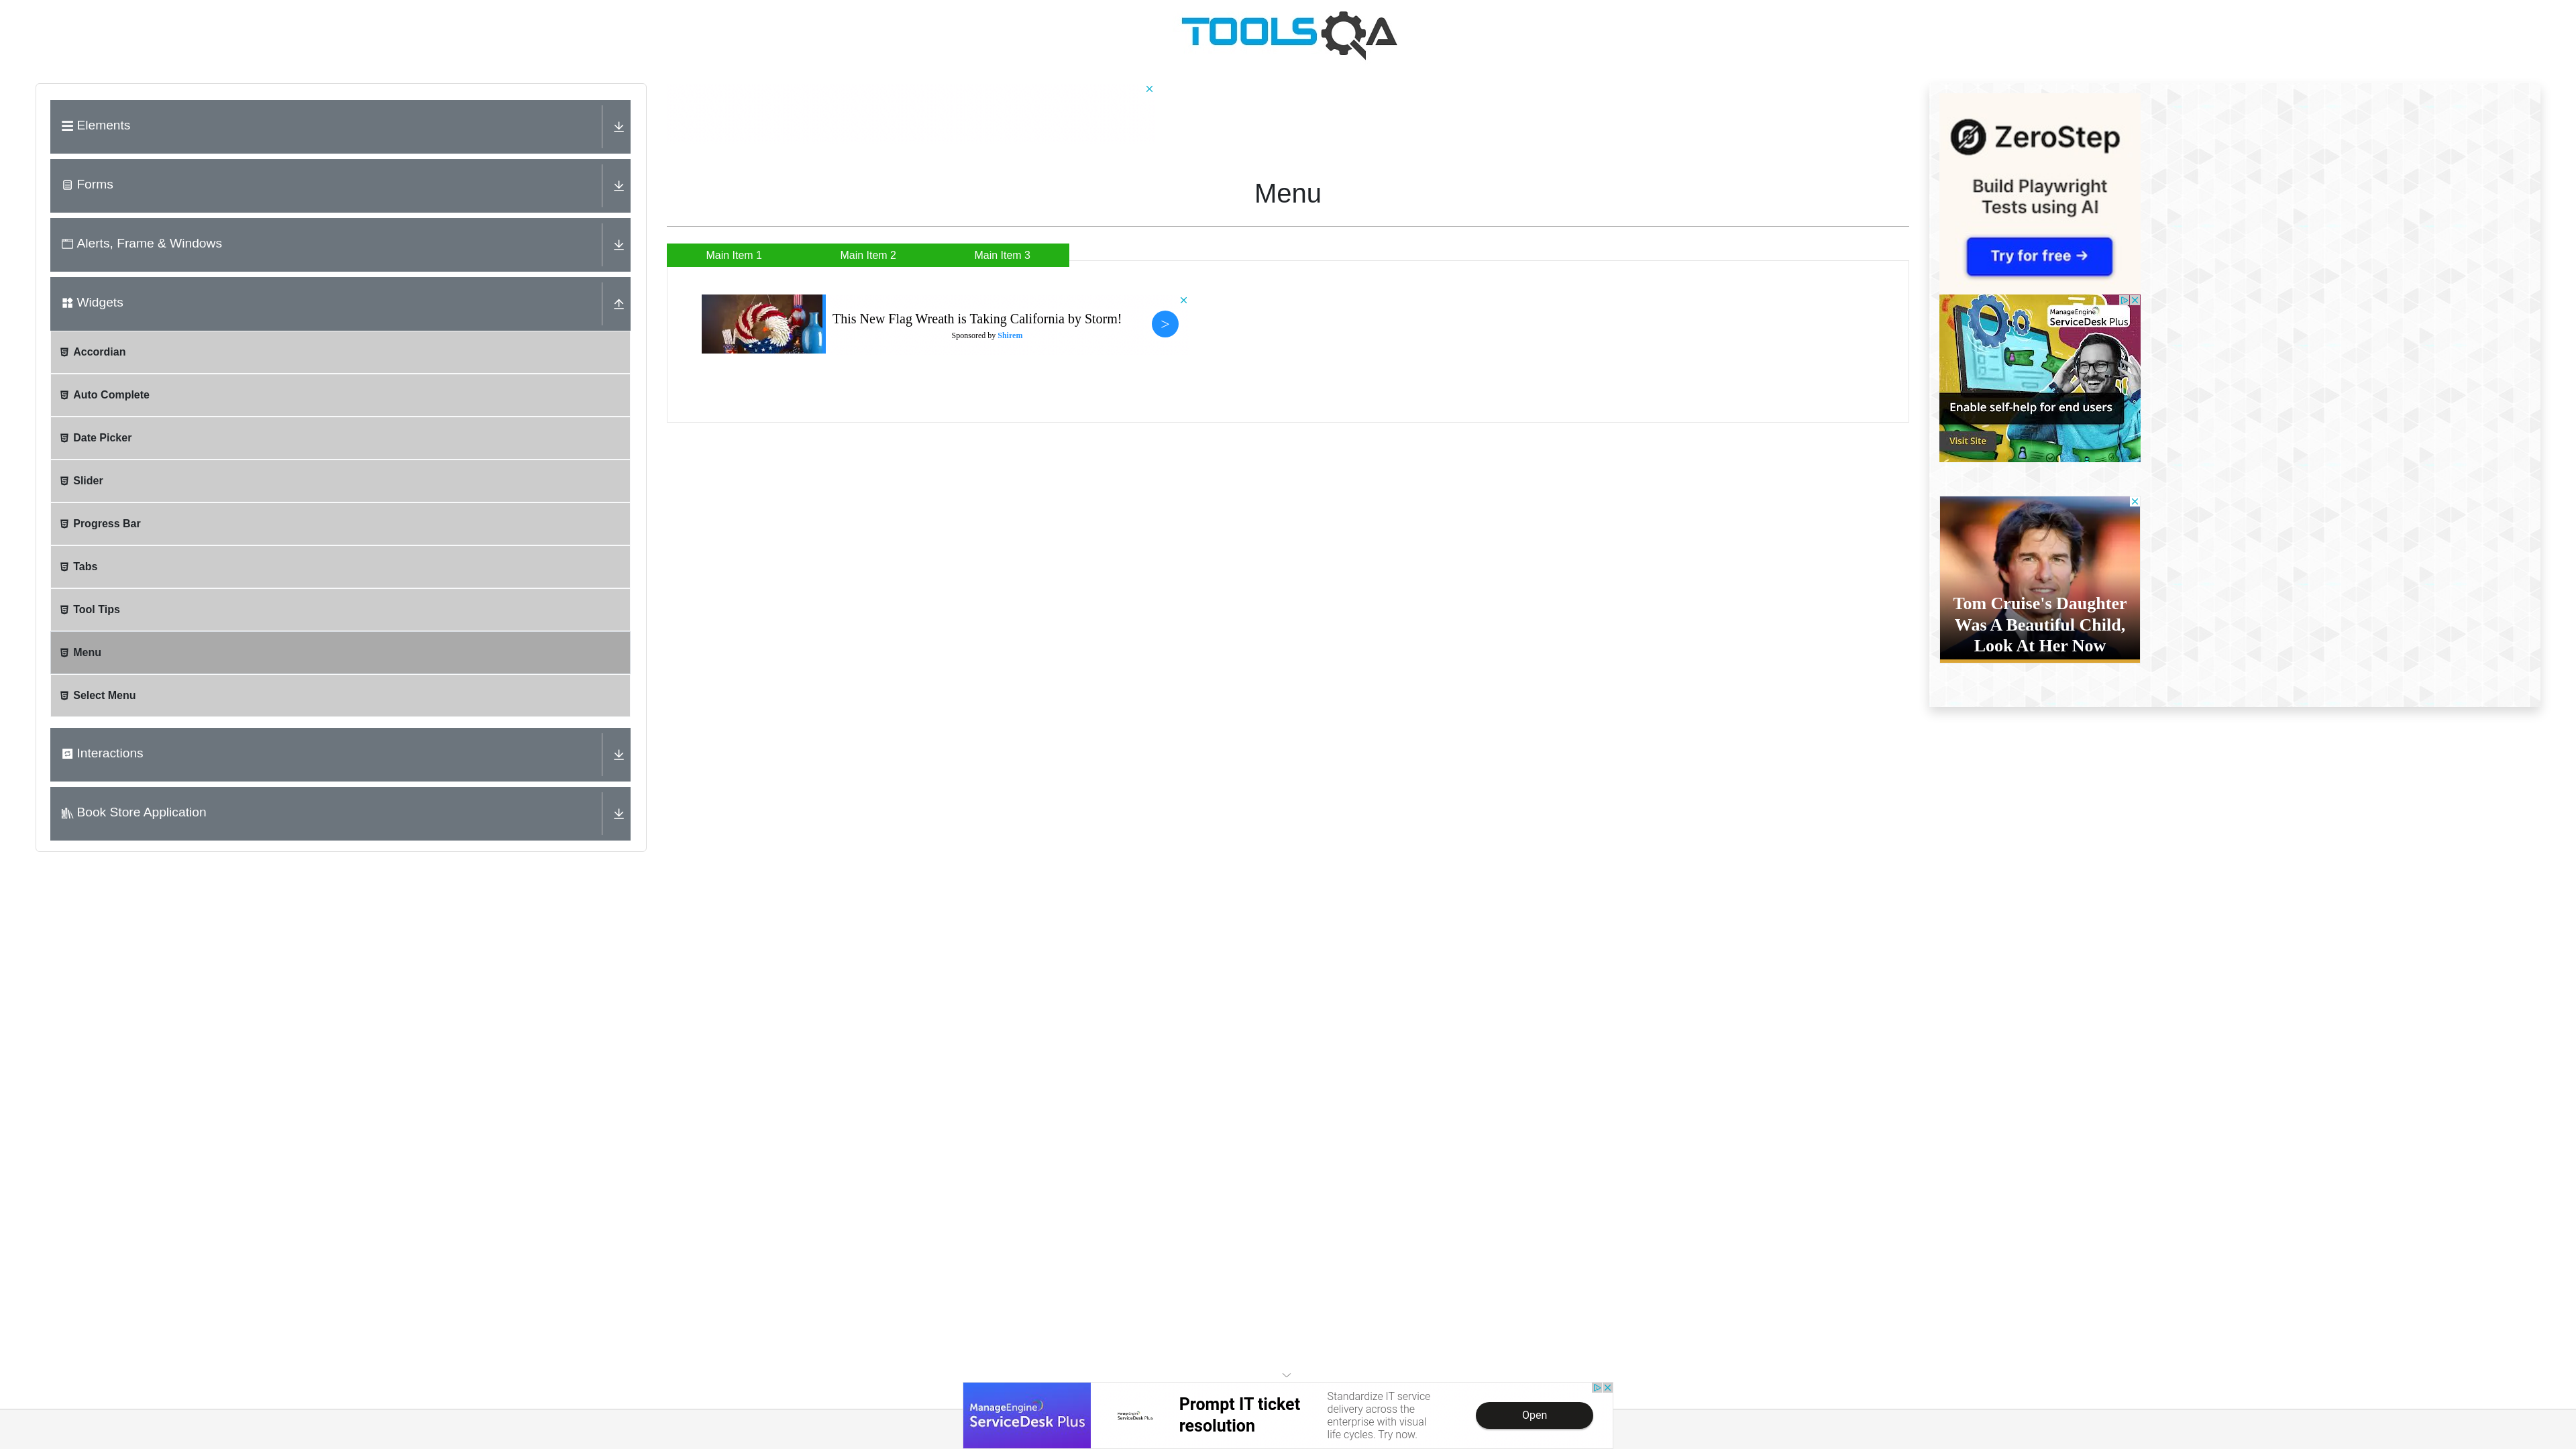 TOOLSQA
Elements
Forms
Alerts, Frame & Windows
Widgets
Accordian
Auto Complete
Date Picker
Slider
Progress Bar
Tabs
Tool Tips
Menu
Select Menu
Interactions
Book Store Application
Menu
Main Item 1
Main Item 2
Main Item 3
This New Flag Wreath is Taking California by Storm!
Sponsored by Shirem
>
ZeroStep
Build Playwright
Tests using AI
Try for free →
ManageEngine
ServiceDesk Plus
Enable self-help for end users
Visit Site
Tom Cruise's Daughter
Was A Beautiful Child,
Look At Her Now
ManageEngine
ServiceDesk Plus
ManageEngine
ServiceDesk Plus
Prompt IT ticket
resolution
Standardize IT service
delivery across the
enterprise with visual
life cycles. Try now.
Open